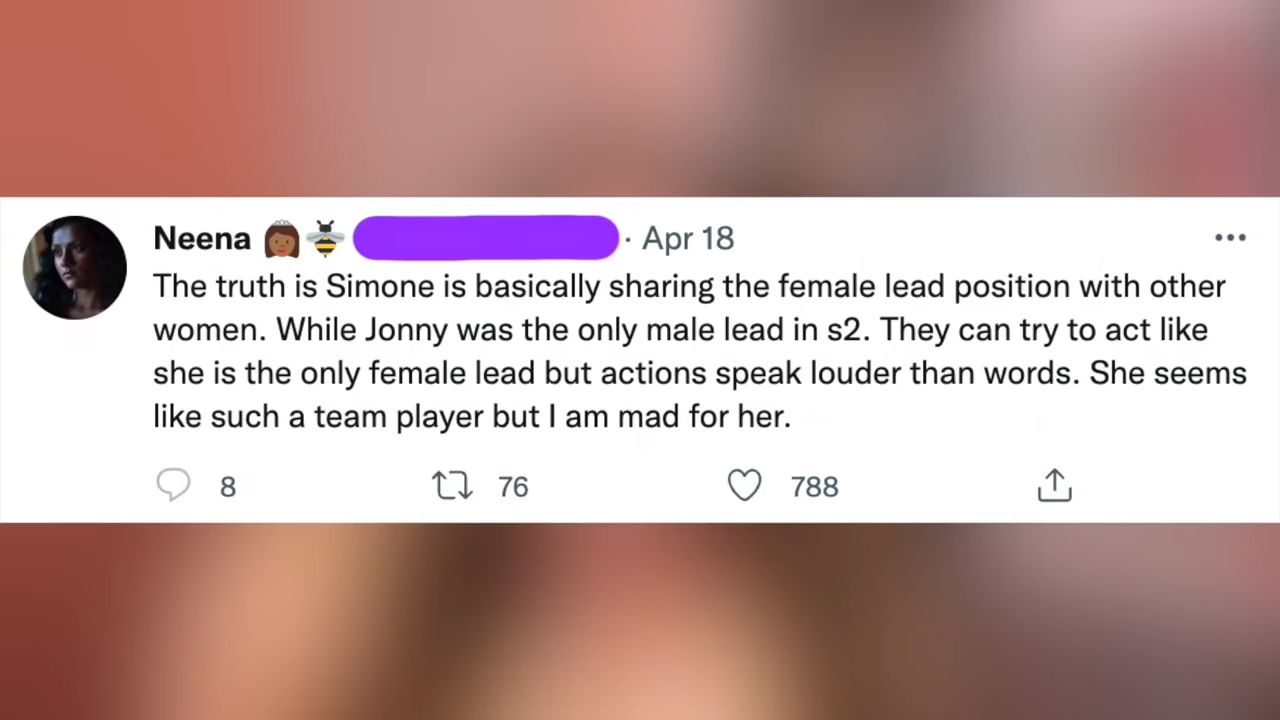 Neena 👸🏾🐝 · Apr 18
The truth is Simone is basically sharing the female lead position with other
women. While Jonny was the only male lead in s2. They can try to act like
she is the only female lead but actions speak louder than words. She seems
like such a team player but I am mad for her.
8 76 788